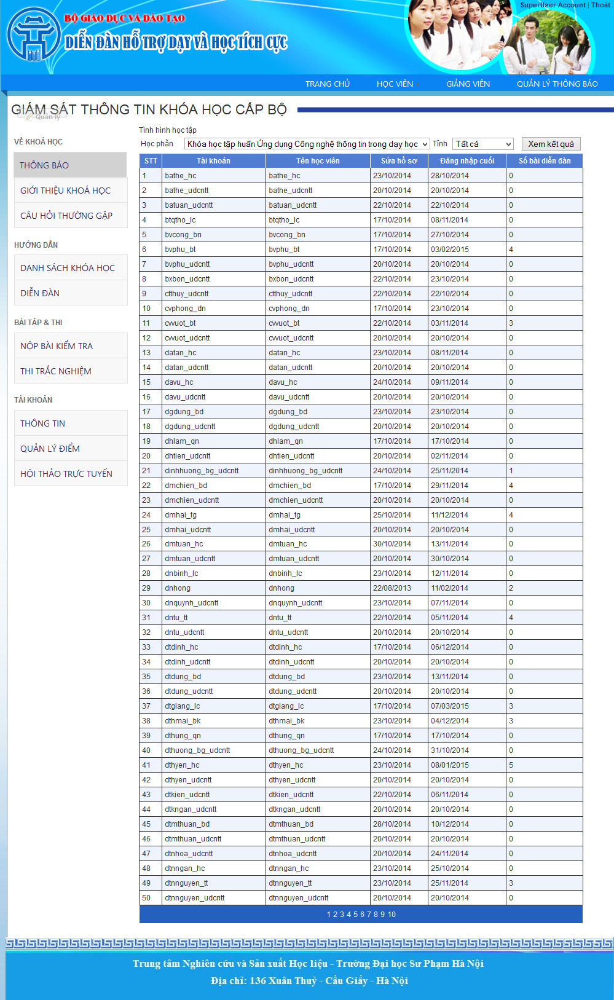 SuperUser Account | Thoát
BỘ GIÁO DỤC VÀ ĐÀO TẠO
DIỄN ĐÀN HỖ TRỢ DẠY VÀ HỌC TÍCH CỰC
TRANG CHỦ HỌC VIÊN GIẢNG VIÊN QUẢN LÝ THÔNG BÁO
GIÁM SÁT THÔNG TIN KHÓA HỌC CẤP BỘ
Quản lý
VỀ KHOÁ HỌC
THÔNG BÁO
GIỚI THIỆU KHOÁ HỌC
CÂU HỎI THƯỜNG GẶP
HƯỚNG DẪN
DANH SÁCH KHÓA HỌC
DIỄN ĐÀN
BÀI TẬP & THI
NỘP BÀI KIỂM TRA
THI TRẮC NGHIỆM
TÀI KHOẢN
THÔNG TIN
QUẢN LÝ ĐIỂM
HỘI THẢO TRỰC TUYẾN
Tình hình học tập
Học phần Khóa học tập huấn Ứng dụng Công nghệ thông tin trong dạy học Tỉnh Tất cả Xem kết quả
STT Tài khoản Tên học viên Sửa hồ sơ Đăng nhập cuối Số bài diễn đàn
1 bathe_hc bathe_hc 23/10/2014 28/10/2014 0
2 bathe_udcntt bathe_udcntt 20/10/2014 20/10/2014 0
3 batuan_udcntt batuan_udcntt 22/10/2014 22/10/2014 0
4 btqtho_lc btqtho_lc 17/10/2014 08/11/2014 0
5 bvcong_bn bvcong_bn 17/10/2014 27/10/2014 0
6 bvphu_bt bvphu_bt 17/10/2014 03/02/2015 4
7 bvphu_udcntt bvphu_udcntt 20/10/2014 20/10/2014 0
8 bxbon_udcntt bxbon_udcntt 22/10/2014 23/10/2014 0
9 ctthuy_udcntt ctthuy_udcntt 22/10/2014 22/10/2014 0
10 cvphong_dn cvphong_dn 17/10/2014 23/10/2014 0
11 cvvuot_bt cvvuot_bt 22/10/2014 03/11/2014 3
12 cvvuot_udcntt cvvuot_udcntt 20/10/2014 20/10/2014 0
13 datan_hc datan_hc 23/10/2014 08/11/2014 0
14 datan_udcntt datan_udcntt 20/10/2014 20/10/2014 0
15 davu_hc davu_hc 24/10/2014 09/11/2014 0
16 davu_udcntt davu_udcntt 20/10/2014 20/10/2014 0
17 dgdung_bd dgdung_bd 23/10/2014 23/10/2014 0
18 dgdung_udcntt dgdung_udcntt 20/10/2014 20/10/2014 0
19 dhlam_qn dhlam_qn 17/10/2014 17/10/2014 0
20 dhtien_udcntt dhtien_udcntt 20/10/2014 02/11/2014 0
21 dinhhuong_bg_udcntt dinhhuong_bg_udcntt 24/10/2014 25/11/2014 1
22 dmchien_bd dmchien_bd 17/10/2014 29/11/2014 4
23 dmchien_udcntt dmchien_udcntt 20/10/2014 20/10/2014 0
24 dmhai_tg dmhai_tg 25/10/2014 11/12/2014 4
25 dmhai_udcntt dmhai_udcntt 20/10/2014 20/10/2014 0
26 dmtuan_hc dmtuan_hc 30/10/2014 13/11/2014 0
27 dmtuan_udcntt dmtuan_udcntt 20/10/2014 30/10/2014 0
28 dnbinh_lc dnbinh_lc 23/10/2014 12/11/2014 0
29 dnhong dnhong 22/08/2013 11/02/2014 2
30 dnquynh_udcntt dnquynh_udcntt 23/10/2014 07/11/2014 0
31 dntu_tt dntu_tt 22/10/2014 05/11/2014 4
32 dntu_udcntt dntu_udcntt 20/10/2014 20/10/2014 0
33 dtdinh_hc dtdinh_hc 17/10/2014 06/12/2014 0
34 dtdinh_udcntt dtdinh_udcntt 20/10/2014 20/10/2014 0
35 dtdung_bd dtdung_bd 23/10/2014 13/11/2014 0
36 dtdung_udcntt dtdung_udcntt 20/10/2014 20/10/2014 0
37 dtgiang_lc dtgiang_lc 17/10/2014 07/03/2015 3
38 dthmai_bk dthmai_bk 23/10/2014 04/12/2014 3
39 dthung_qn dthung_qn 17/10/2014 17/10/2014 0
40 dthuong_bg_udcntt dthuong_bg_udcntt 24/10/2014 31/10/2014 0
41 dthyen_hc dthyen_hc 23/10/2014 08/01/2015 5
42 dthyen_udcntt dthyen_udcntt 20/10/2014 20/10/2014 0
43 dtkien_udcntt dtkien_udcntt 22/10/2014 06/11/2014 0
44 dtkngan_udcntt dtkngan_udcntt 20/10/2014 20/10/2014 0
45 dtmthuan_bd dtmthuan_bd 28/10/2014 10/12/2014 0
46 dtmthuan_udcntt dtmthuan_udcntt 20/10/2014 20/10/2014 0
47 dtnhoa_udcntt dtnhoa_udcntt 20/10/2014 24/11/2014 0
48 dtnngan_hc dtnngan_hc 23/10/2014 25/10/2014 0
49 dtnnguyen_tt dtnnguyen_tt 23/10/2014 25/11/2014 3
50 dtnnguyen_udcntt dtnnguyen_udcntt 20/10/2014 20/10/2014 0
1 2 3 4 5 6 7 8 9 10
Trung tâm Nghiên cứu và Sản xuất Học liệu - Trường Đại học Sư Phạm Hà Nội
Địa chỉ: 136 Xuân Thuỷ - Cầu Giấy - Hà Nội